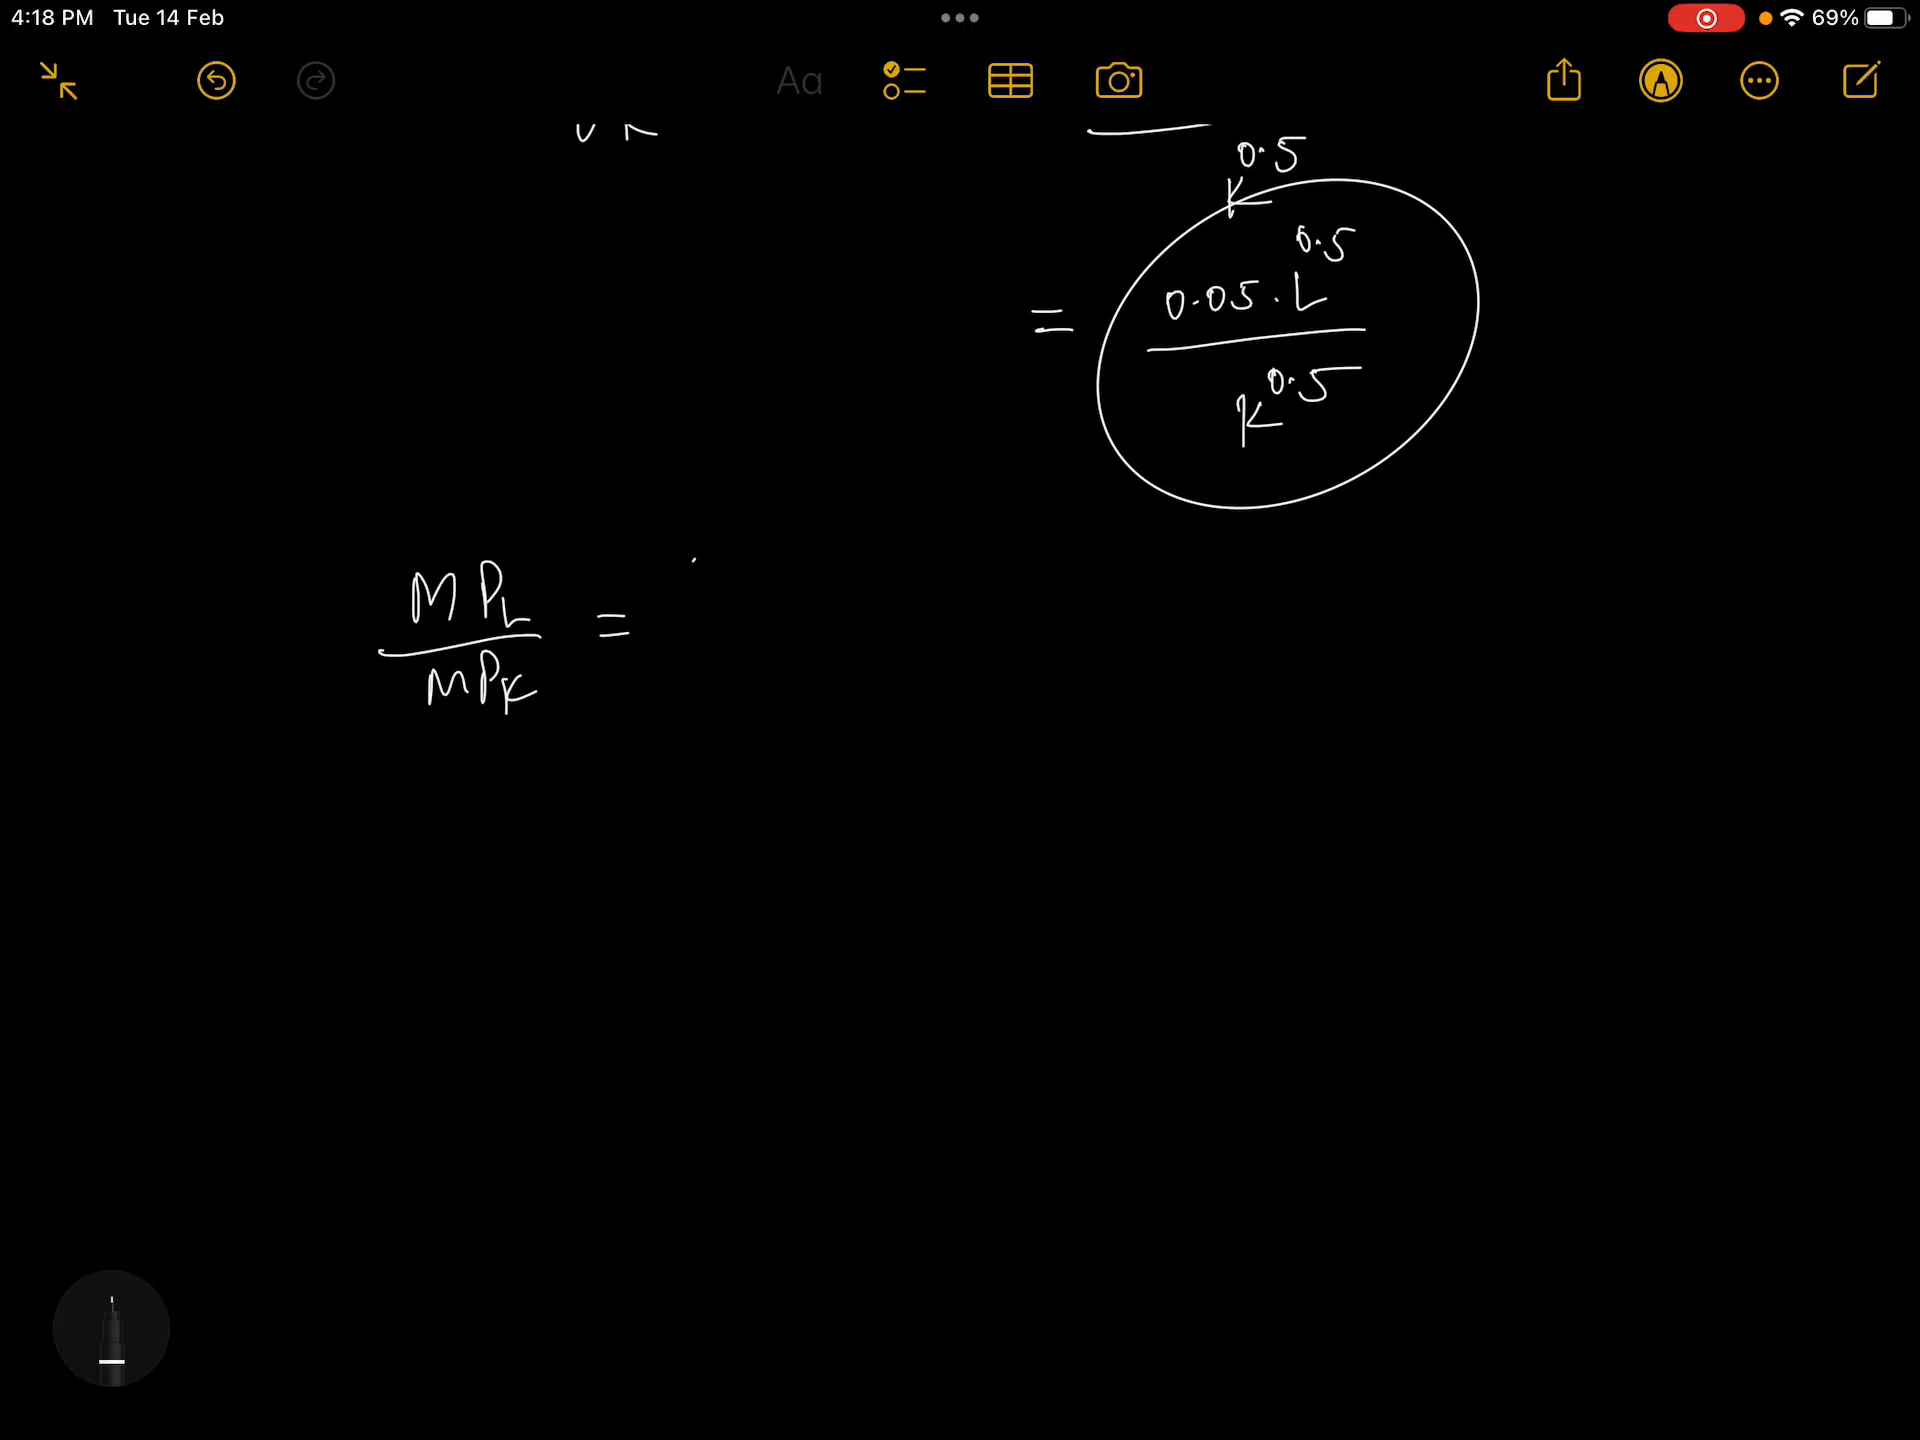 4:18 PM Tue 14 Feb
69%
Aa
K^0.5
= 0.05 · L^0.5
K^0.5
MP_L =
MP_K